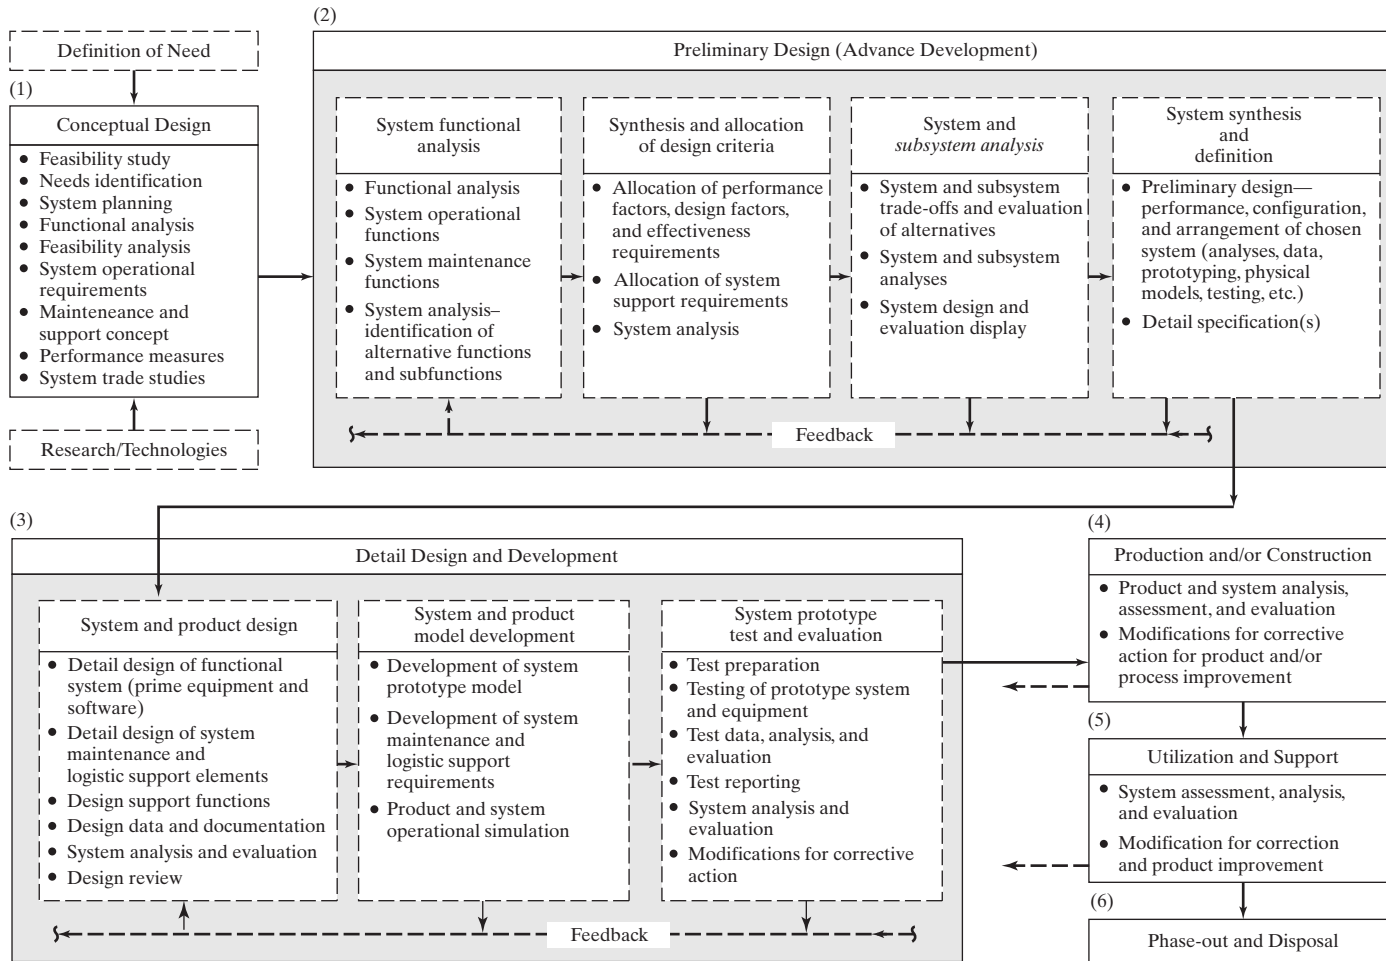 Definition of Need
(1)
Conceptual Design
● Feasibility study
● Needs identification
● System planning
● Functional analysis
● Feasibility analysis
● System operational
requirements
● Mainteneance and
support concept
● Performance measures
● System trade studies
Research/Technologies
(2)
Preliminary Design (Advance Development)
System functional
analysis
● Functional analysis
● System operational
functions
● System maintenance
functions
● System analysis–
identification of
alternative functions
and subfunctions
Synthesis and allocation
of design criteria
● Allocation of performance
factors, design factors,
and effectiveness
requirements
● Allocation of system
support requirements
● System analysis
System and
subsystem analysis
● System and subsystem
trade-offs and evaluation
of alternatives
● System and subsystem
analyses
● System design and
evaluation display
System synthesis
and
definition
● Preliminary design—
performance, configuration,
and arrangement of chosen
system (analyses, data,
prototyping, physical
models, testing, etc.)
● Detail specification(s)
Feedback
(3)
Detail Design and Development
System and product design
● Detail design of functional
system (prime equipment and
software)
● Detail design of system
maintenance and
logistic support elements
● Design support functions
● Design data and documentation
● System analysis and evaluation
● Design review
System and product
model development
● Development of system
prototype model
● Development of system
maintenance and
logistic support
requirements
● Product and system
operational simulation
System prototype
test and evaluation
● Test preparation
● Testing of prototype system
and equipment
● Test data, analysis, and
evaluation
● Test reporting
● System analysis and
evaluation
● Modifications for corrective
action
Feedback
(4)
Production and/or Construction
● Product and system analysis,
assessment, and evaluation
● Modifications for corrective
action for product and/or
process improvement
(5)
Utilization and Support
● System assessment, analysis,
and evaluation
● Modification for correction
and product improvement
(6)
Phase-out and Disposal